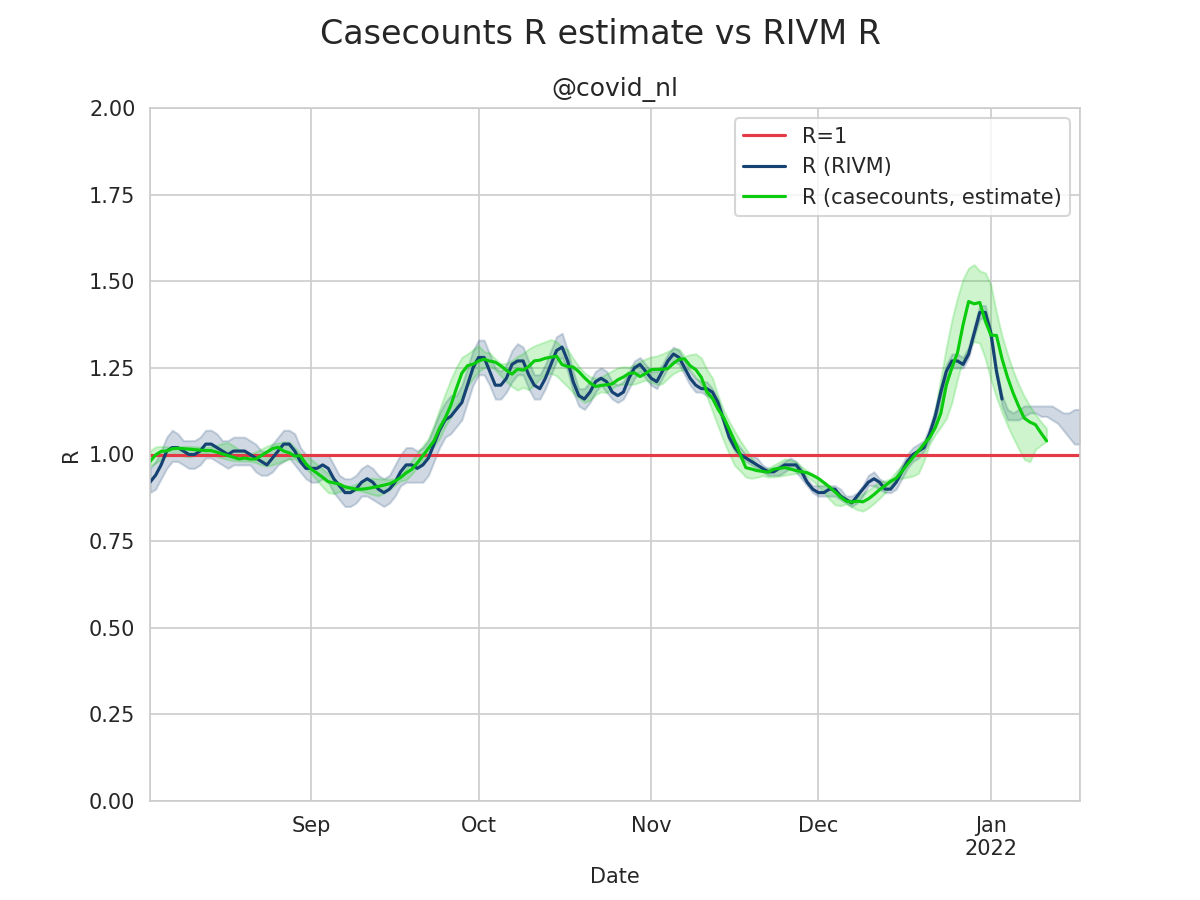 Casecounts R estimate vs RIVM R
@covid_nl
2.00
1.75
1.50
1.25
1.00
0.75
0.50
0.25
0.00
R
R=1
R (RIVM)
R (casecounts, estimate)
Sep
Oct
Nov
Dec
Jan
2022
Date